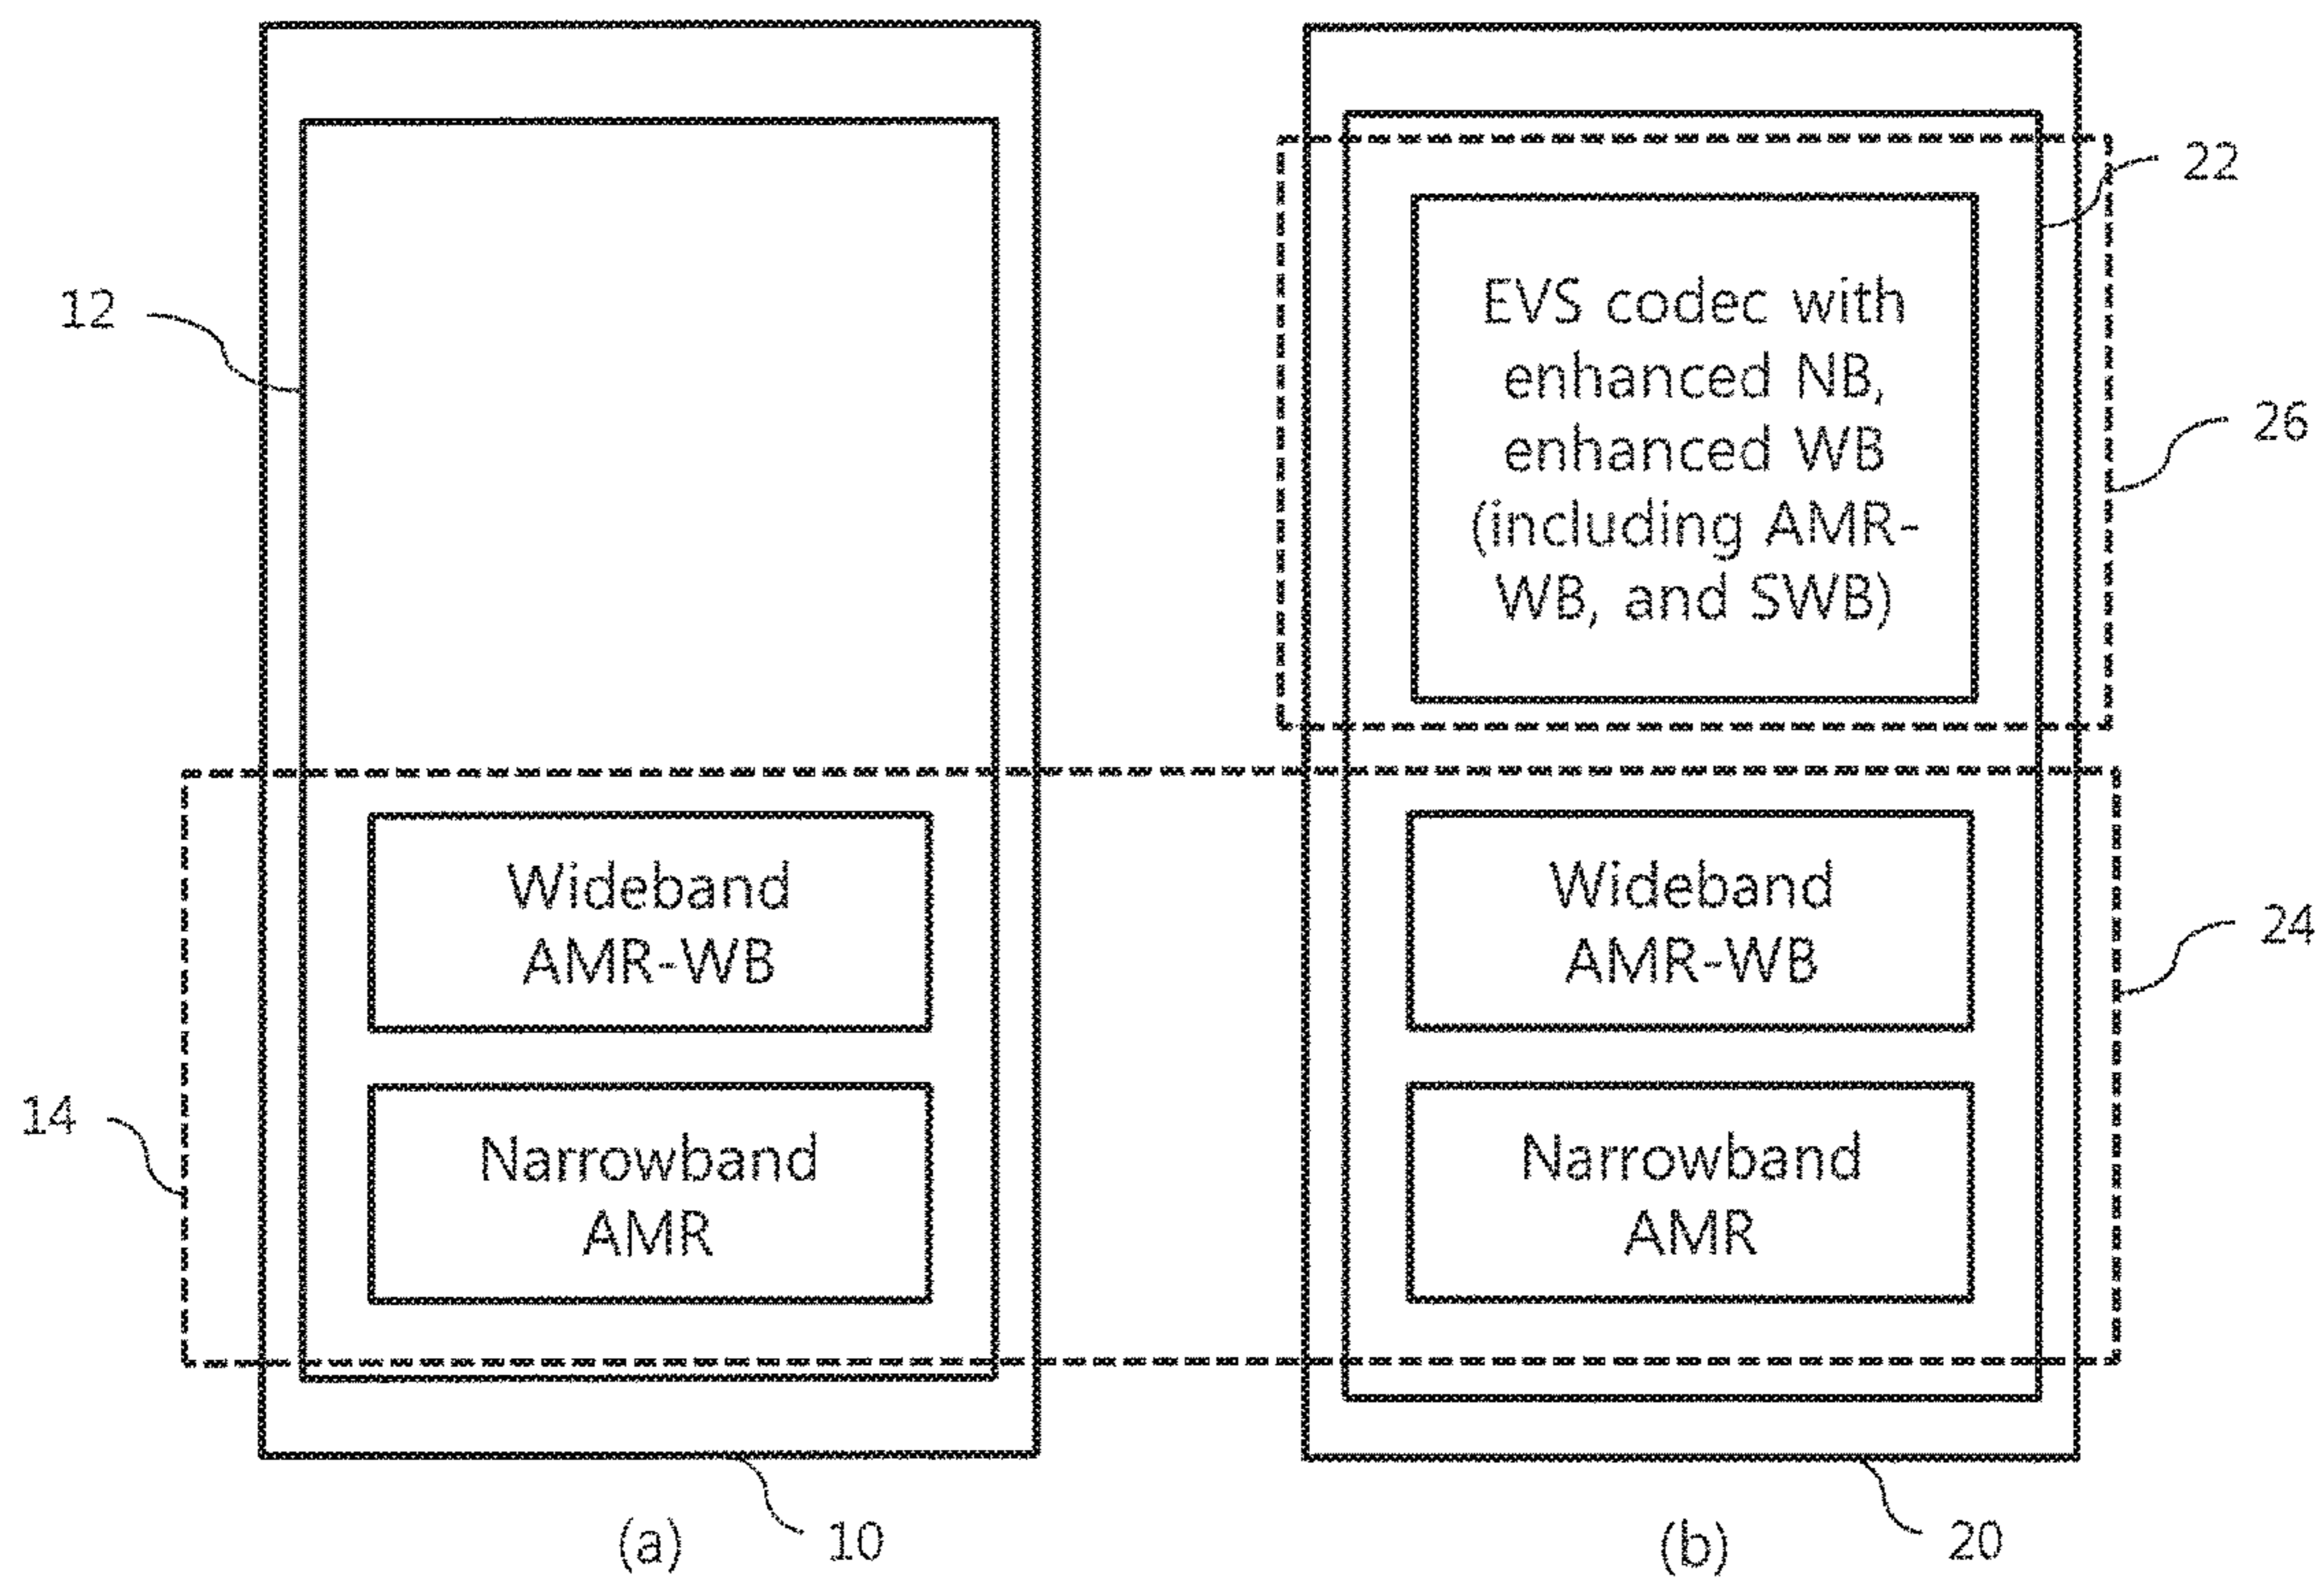 12
Wideband
AMR-WB
Narrowband
AMR
14
10
(a)
22
EVS codec with
enhanced NB,
enhanced WB
(including AMR-
WB, and SWB)
26
Wideband
AMR-WB
24
Narrowband
AMR
20
(b)